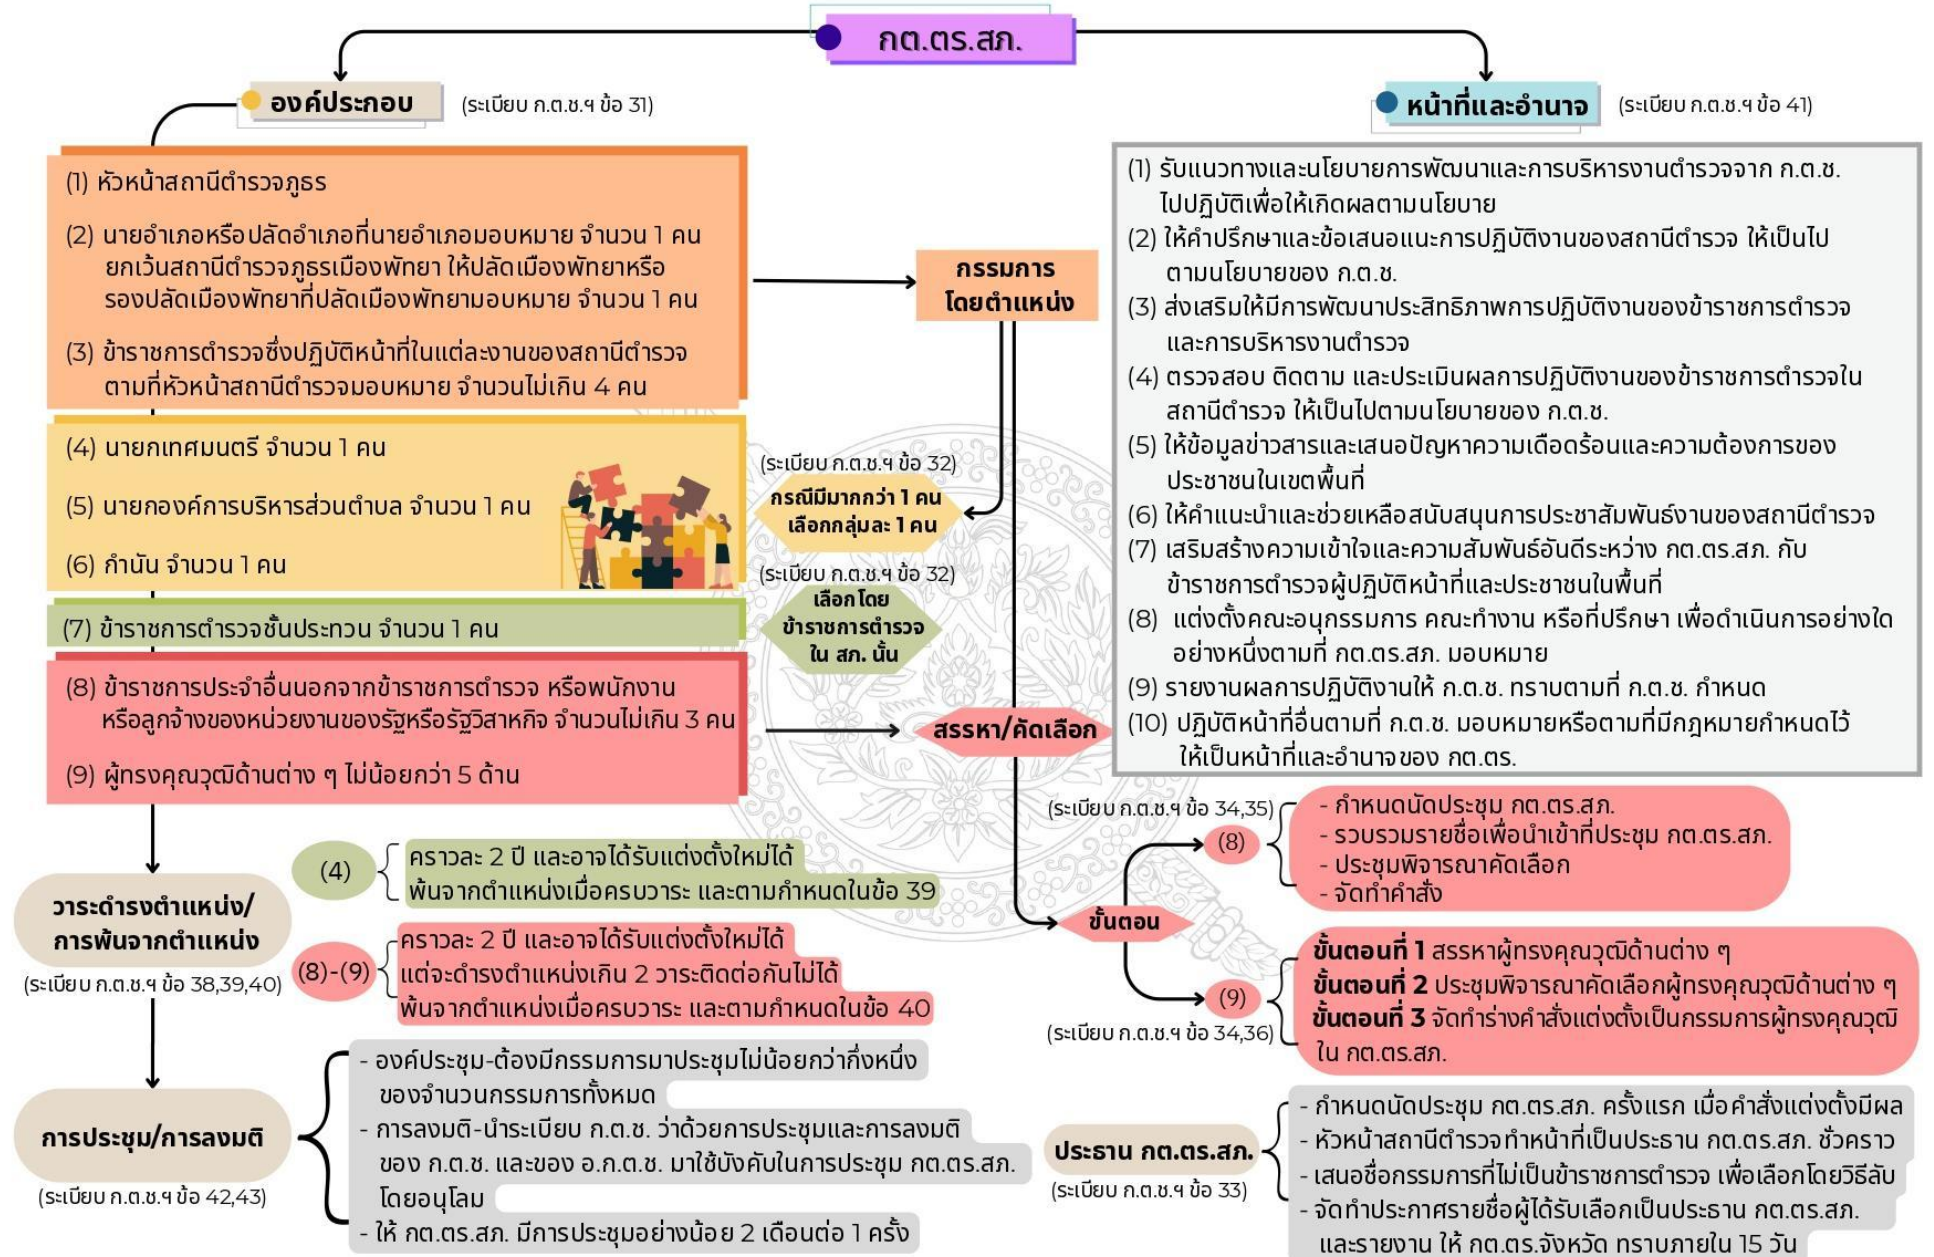 กต.ตร.สภ.
องค์ประกอบ
(ระเบียบ ก.ต.ช.ฯ ข้อ 31)
(1) หัวหน้าสถานีตำรวจภูธร
(2) นายอำเภอหรือปลัดอำเภอที่นายอำเภอมอบหมาย จำนวน 1 คน
ยกเว้นสถานีตำรวจภูธรเมืองพัทยา ให้ปลัดเมืองพัทยาหรือ
รองปลัดเมืองพัทยาที่ปลัดเมืองพัทยามอบหมาย จำนวน 1 คน
(3) ข้าราชการตำรวจซึ่งปฏิบัติหน้าที่ในแต่ละงานของสถานีตำรวจ
ตามที่หัวหน้าสถานีตำรวจมอบหมาย จำนวนไม่เกิน 4 คน
(4) นายกเทศมนตรี จำนวน 1 คน
(5) นายกองค์การบริหารส่วนตำบล จำนวน 1 คน
(6) กำนัน จำนวน 1 คน
(7) ข้าราชการตำรวจชั้นประทวน จำนวน 1 คน
(8) ข้าราชการประจำอื่นนอกจากข้าราชการตำรวจ หรือพนักงาน
หรือลูกจ้างของหน่วยงานของรัฐหรือรัฐวิสาหกิจ จำนวนไม่เกิน 3 คน
(9) ผู้ทรงคุณวุฒิด้านต่าง ๆ ไม่น้อยกว่า 5 ด้าน
กรรมการ
โดยตำแหน่ง
(ระเบียบ ก.ต.ช.ฯ ข้อ 32)
กรณีมีมากกว่า 1 คน
เลือกกลุ่มละ 1 คน
(ระเบียบ ก.ต.ช.ฯ ข้อ 32)
เลือกโดย
ข้าราชการตำรวจ
ใน สภ. นั้น
สรรหา/คัดเลือก
หน้าที่และอำนาจ
(ระเบียบ ก.ต.ช.ฯ ข้อ 41)
(1) รับแนวทางและนโยบายการพัฒนาและการบริหารงานตำรวจจาก ก.ต.ช.
ไปปฏิบัติเพื่อให้เกิดผลตามนโยบาย
(2) ให้คำปรึกษาและข้อเสนอแนะการปฏิบัติงานของสถานีตำรวจ ให้เป็นไป
ตามนโยบายของ ก.ต.ช.
(3) ส่งเสริมให้มีการพัฒนาประสิทธิภาพการปฏิบัติงานของข้าราชการตำรวจ
และการบริหารงานตำรวจ
(4) ตรวจสอบ ติดตาม และประเมินผลการปฏิบัติงานของข้าราชการตำรวจใน
สถานีตำรวจ ให้เป็นไปตามนโยบายของ ก.ต.ช.
(5) ให้ข้อมูลข่าวสารและเสนอปัญหาความเดือดร้อนและความต้องการของ
ประชาชนในเขตพื้นที่
(6) ให้คำแนะนำและช่วยเหลือสนับสนุนการประชาสัมพันธ์งานของสถานีตำรวจ
(7) เสริมสร้างความเข้าใจและความสัมพันธ์อันดีระหว่าง กต.ตร.สภ. กับ
ข้าราชการตำรวจผู้ปฏิบัติหน้าที่และประชาชนในพื้นที่
(8) แต่งตั้งคณะอนุกรรมการ คณะทำงาน หรือที่ปรึกษา เพื่อดำเนินการอย่างใด
อย่างหนึ่งตามที่ กต.ตร.สภ. มอบหมาย
(9) รายงานผลการปฏิบัติงานให้ ก.ต.ช. ทราบตามที่ ก.ต.ช. กำหนด
(10) ปฏิบัติหน้าที่อื่นตามที่ ก.ต.ช. มอบหมายหรือตามที่มีกฎหมายกำหนดไว้
ให้เป็นหน้าที่และอำนาจของ กต.ตร.
วาระดำรงตำแหน่ง/
การพ้นจากตำแหน่ง
(ระเบียบ ก.ต.ช.ฯ ข้อ 38,39,40)
(4)
คราวละ 2 ปี และอาจได้รับแต่งตั้งใหม่ได้
พ้นจากตำแหน่งเมื่อครบวาระ และตามกำหนดในข้อ 39
(8)-(9)
คราวละ 2 ปี และอาจได้รับแต่งตั้งใหม่ได้
แต่จะดำรงตำแหน่งเกิน 2 วาระติดต่อกันไม่ได้
พ้นจากตำแหน่งเมื่อครบวาระ และตามกำหนดในข้อ 40
ขั้นตอน
(ระเบียบ ก.ต.ช.ฯ ข้อ 34,35)
(8)
- กำหนดนัดประชุม กต.ตร.สภ.
- รวบรวมรายชื่อเพื่อนำเข้าที่ประชุม กต.ตร.สภ.
- ประชุมพิจารณาคัดเลือก
- จัดทำคำสั่ง
(9)
(ระเบียบ ก.ต.ช.ฯ ข้อ 34,36)
ขั้นตอนที่ 1 สรรหาผู้ทรงคุณวุฒิด้านต่าง ๆ
ขั้นตอนที่ 2 ประชุมพิจารณาคัดเลือกผู้ทรงคุณวุฒิด้านต่าง ๆ
ขั้นตอนที่ 3 จัดทำร่างคำสั่งแต่งตั้งเป็นกรรมการผู้ทรงคุณวุฒิ
ใน กต.ตร.สภ.
การประชุม/การลงมติ
(ระเบียบ ก.ต.ช.ฯ ข้อ 42,43)
- องค์ประชุม-ต้องมีกรรมการมาประชุมไม่น้อยกว่ากึ่งหนึ่ง
ของจำนวนกรรมการทั้งหมด
- การลงมติ-นำระเบียบ ก.ต.ช. ว่าด้วยการประชุมและการลงมติ
ของ ก.ต.ช. และของ อ.ก.ต.ช. มาใช้บังคับในการประชุม กต.ตร.สภ.
โดยอนุโลม
- ให้ กต.ตร.สภ. มีการประชุมอย่างน้อย 2 เดือนต่อ 1 ครั้ง
ประธาน กต.ตร.สภ.
(ระเบียบ ก.ต.ช.ฯ ข้อ 33)
- กำหนดนัดประชุม กต.ตร.สภ. ครั้งแรก เมื่อคำสั่งแต่งตั้งมีผล
- หัวหน้าสถานีตำรวจทำหน้าที่เป็นประธาน กต.ตร.สภ. ชั่วคราว
- เสนอชื่อกรรมการที่ไม่เป็นข้าราชการตำรวจ เพื่อเลือกโดยวิธีลับ
- จัดทำประกาศรายชื่อผู้ได้รับเลือกเป็นประธาน กต.ตร.สภ.
และรายงาน ให้ กต.ตร.จังหวัด ทราบภายใน 15 วัน